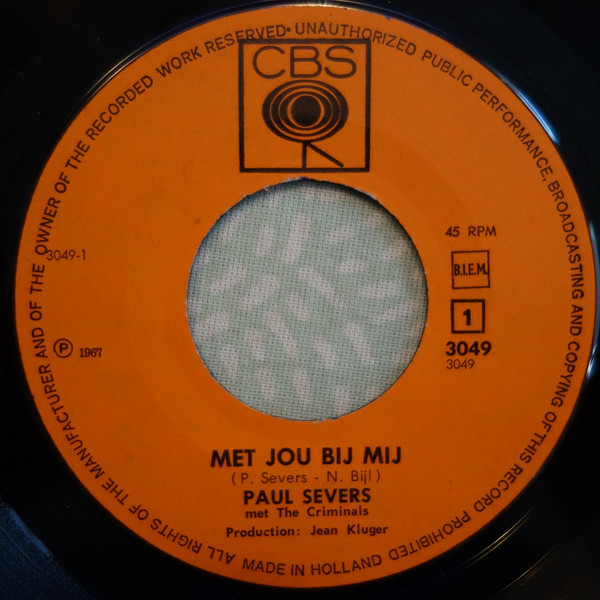 ALL RIGHTS OF THE MANUFACTURER AND OF THE OWNER OF THE RECORDED WORK RESERVED • UNAUTHORIZED PUBLIC PERFORMANCE, BROADCASTING AND COPYING OF THIS RECORD PROHIBITED
CBS
3049-1
45 RPM
B.I.E.M.
1
3049
3049
Ⓟ 1967
MET JOU BIJ MIJ
(P. Severs - N. Bijl)
PAUL SEVERS
met The Criminals
Production: Jean Kluger
MADE IN HOLLAND